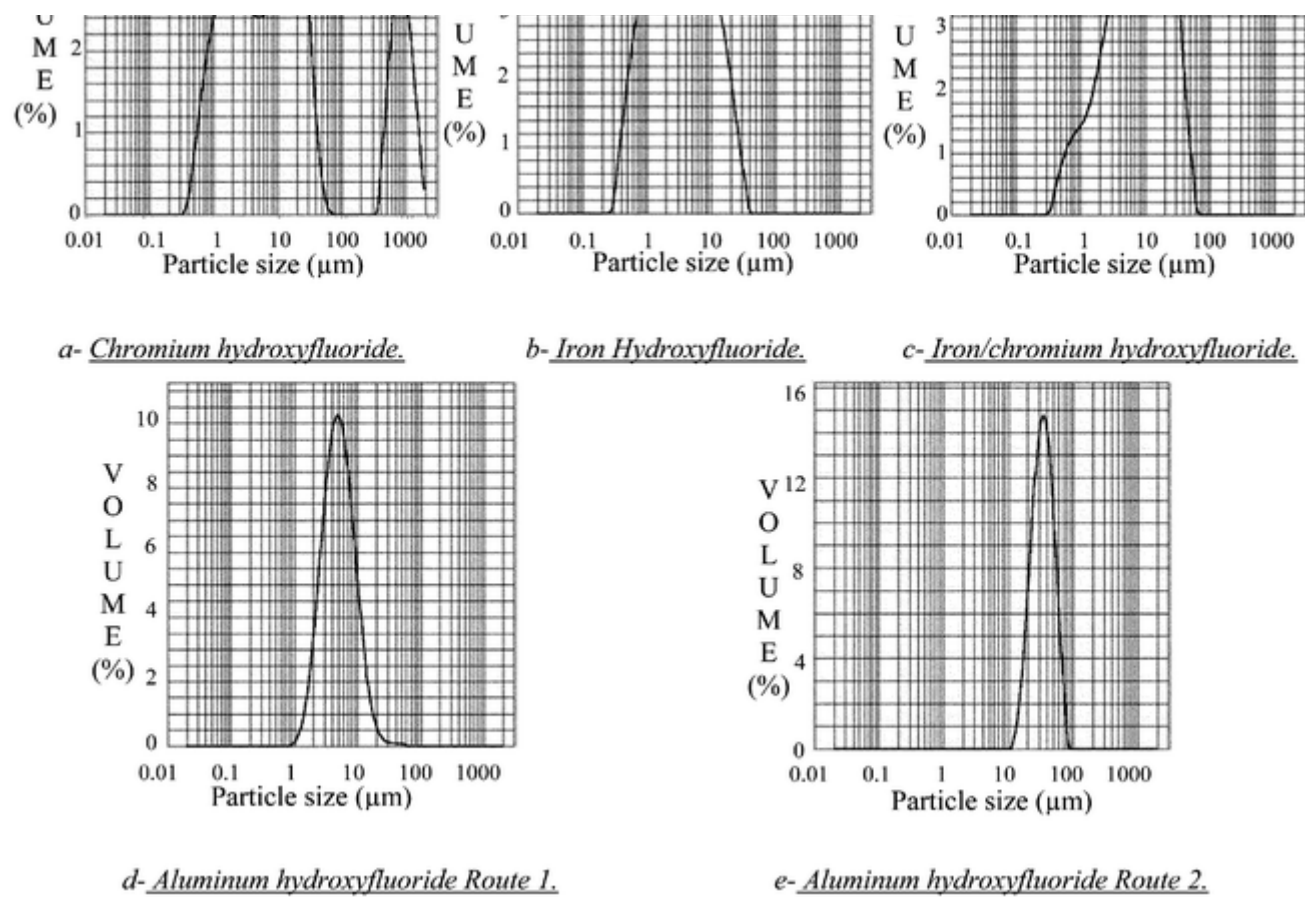 U
M
E
(%)
2
1
0
0.01 0.1 1 10 100 1000
Particle size (µm)
a- Chromium hydroxyfluoride.
U
M
E
(%)
2
1
0
0.01 0.1 1 10 100 1000
Particle size (µm)
b- Iron Hydroxyfluoride.
U
M
E
(%)
3
2
1
0
0.01 0.1 1 10 100 1000
Particle size (µm)
c- Iron/chromium hydroxyfluoride.
V
O
L
U
M
E
(%)
10
8
6
4
2
0
0.01 0.1 1 10 100 1000
Particle size (µm)
d- Aluminum hydroxyfluoride Route 1.
V
O
L
U
M
E
(%)
16
12
8
4
0
0.01 0.1 1 10 100 1000
Particle size (µm)
e- Aluminum hydroxyfluoride Route 2.